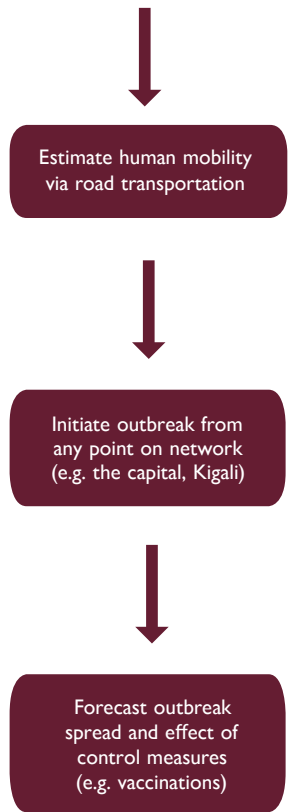 Estimate human mobility
via road transportation
Initiate outbreak from
any point on network
(e.g. the capital, Kigali)
Forecast outbreak
spread and effect of
control measures
(e.g. vaccinations)